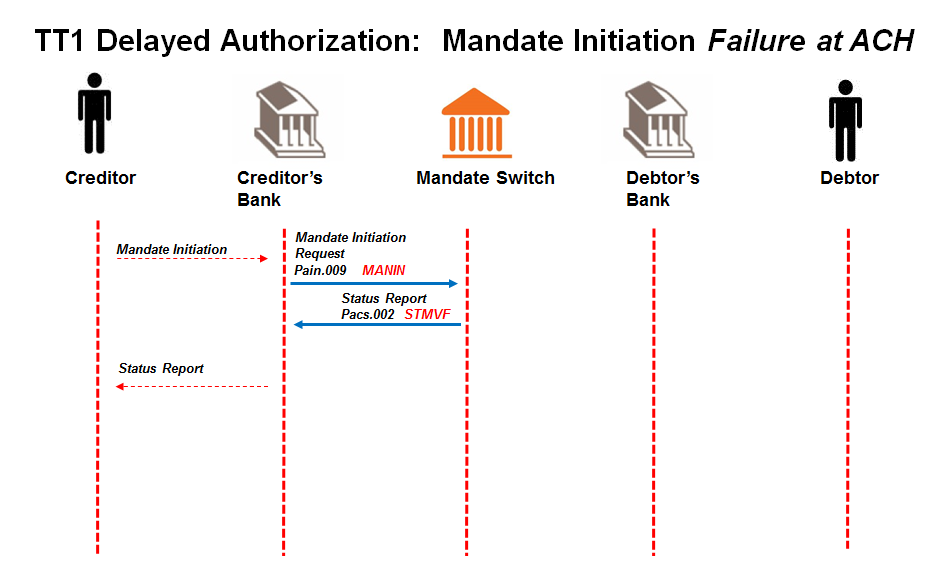 TT1 Delayed Authorization: Mandate Initiation Failure at ACH
Creditor
Creditor's
Bank
Mandate Switch
Debtor's
Bank
Debtor
Mandate Initiation
Mandate Initiation
Request
Pain.009 MANIN
Status Report
Pacs.002 STMVF
Status Report